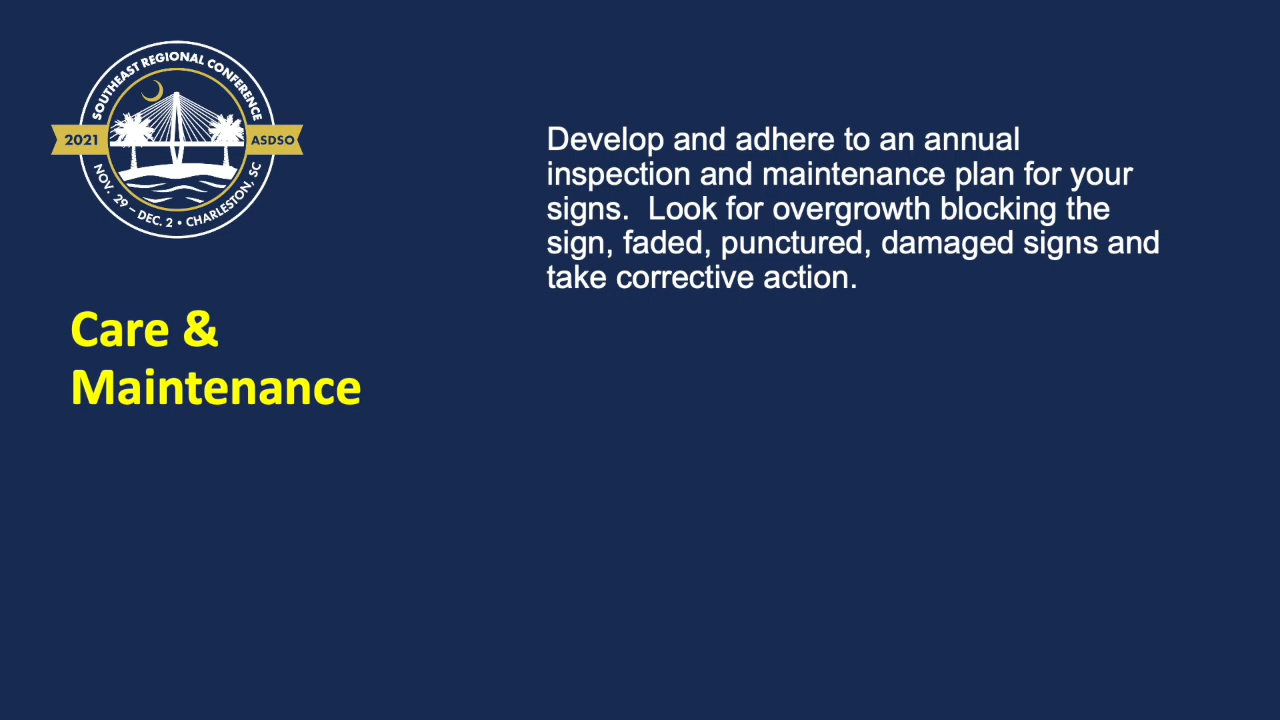 SOUTHEAST REGIONAL CONFERENCE
2021
ASDSO
NOV. 29 – DEC. 2 • CHARLESTON, SC
Care &
Maintenance
Develop and adhere to an annual
inspection and maintenance plan for your
signs.  Look for overgrowth blocking the
sign, faded, punctured, damaged signs and
take corrective action.